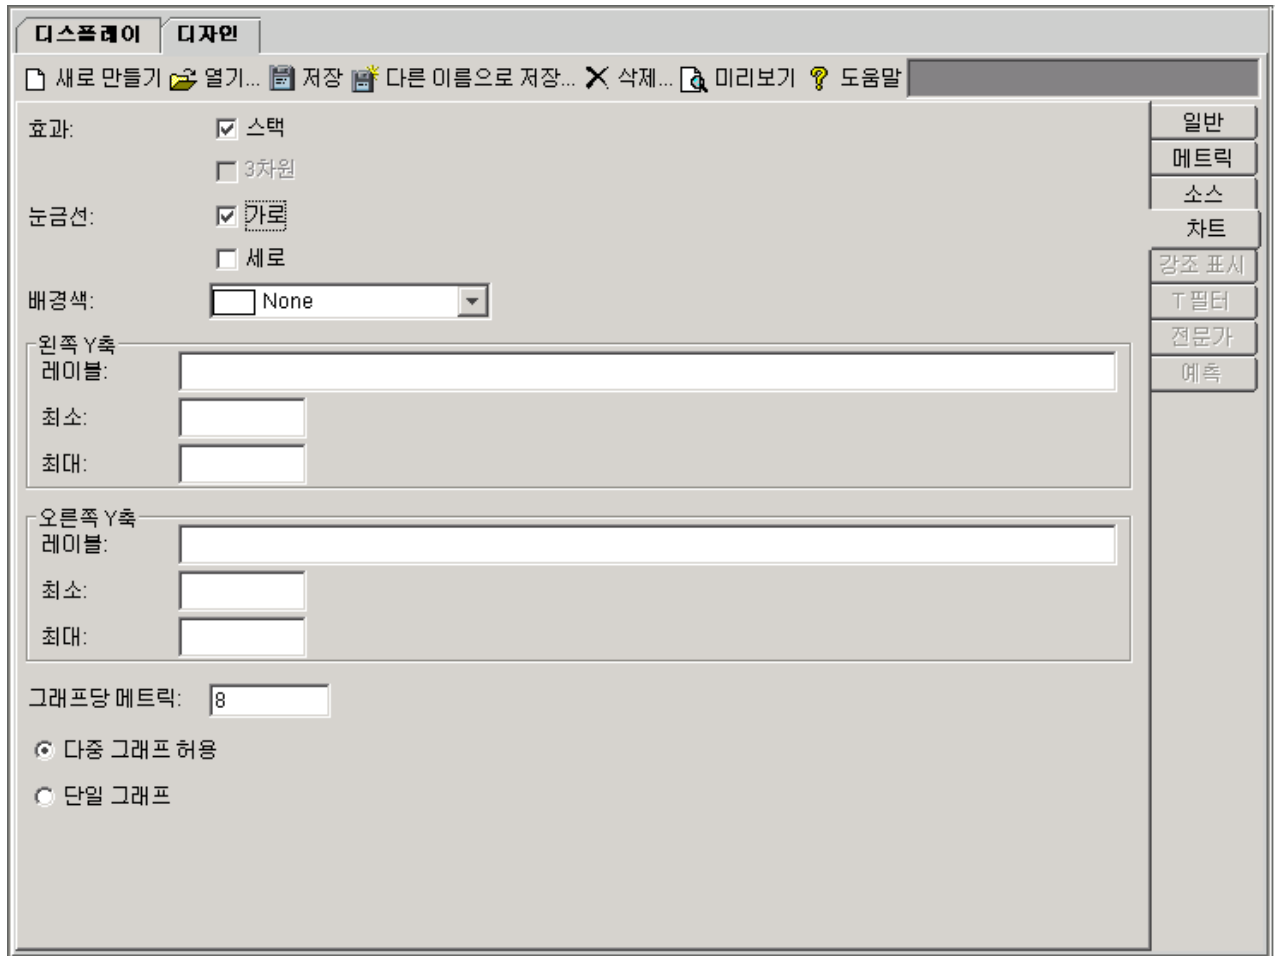 디스플레이 디자인
새로 만들기 열기... 저장 다른 이름으로 저장... 삭제... 미리보기 도움말
효과: 스택
3차원
눈금선: 가로
세로
배경색: None
왼쪽 Y축
레이블:
최소:
최대:
오른쪽 Y축
레이블:
최소:
최대:
그래프당 메트릭: 8
다중 그래프 허용
단일 그래프
일반
메트릭
소스
차트
강조 표시
T 필터
전문가
예측